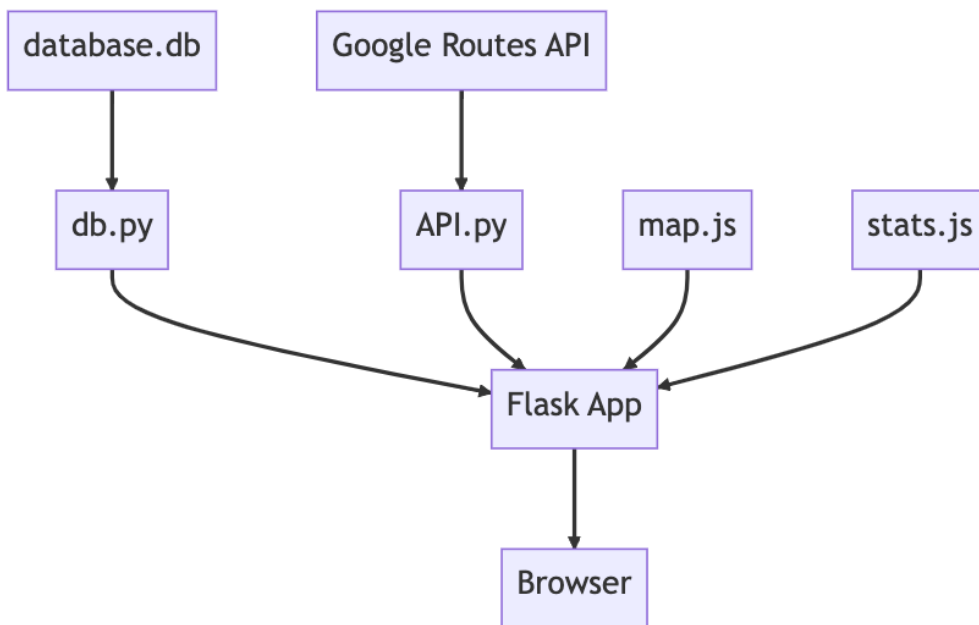 database.db
Google Routes API
db.py
API.py
map.js
stats.js
Flask App
Browser